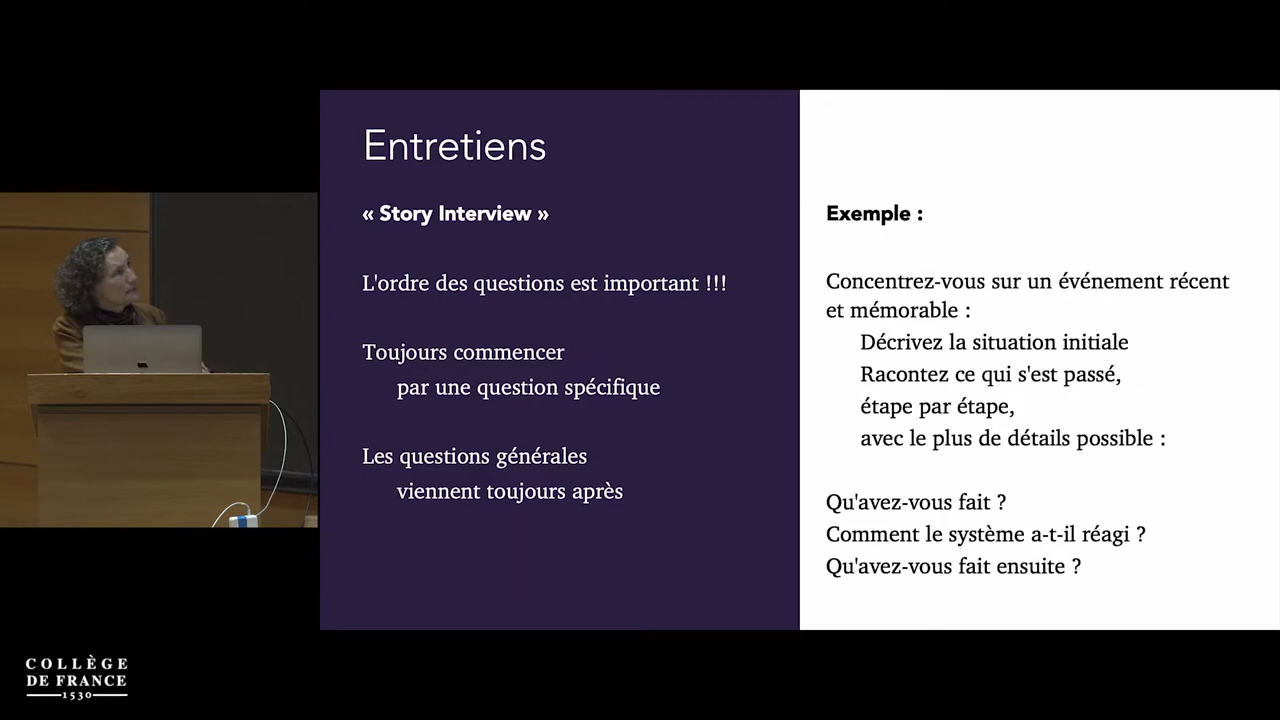 Entretiens
« Story Interview »
L'ordre des questions est important !!!
Toujours commencer
par une question spécifique
Les questions générales
viennent toujours après
Exemple :
Concentrez-vous sur un événement récent
et mémorable :
Décrivez la situation initiale
Racontez ce qui s'est passé,
étape par étape,
avec le plus de détails possible :
Qu'avez-vous fait ?
Comment le système a-t-il réagi ?
Qu'avez-vous fait ensuite ?
COLLÈGE
DE FRANCE
1530